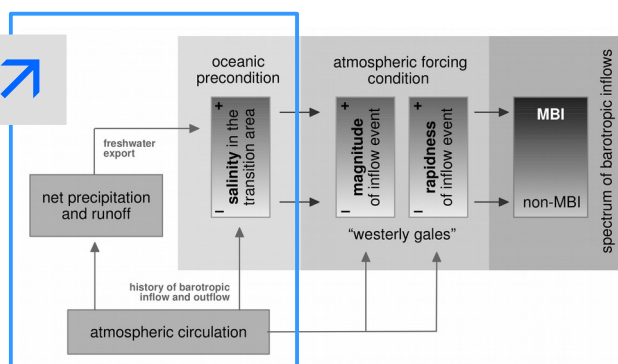 oceanic
precondition
atmospheric forcing
condition
+
salinity in the
transition area
–
+
magnitude
of inflow event
–
+
rapidness
of inflow event
–
MBI
non-MBI
spectrum of barotropic inflows
freshwater
export
net precipitation
and runoff
"westerly gales"
history of barotropic
inflow and outflow
atmospheric circulation